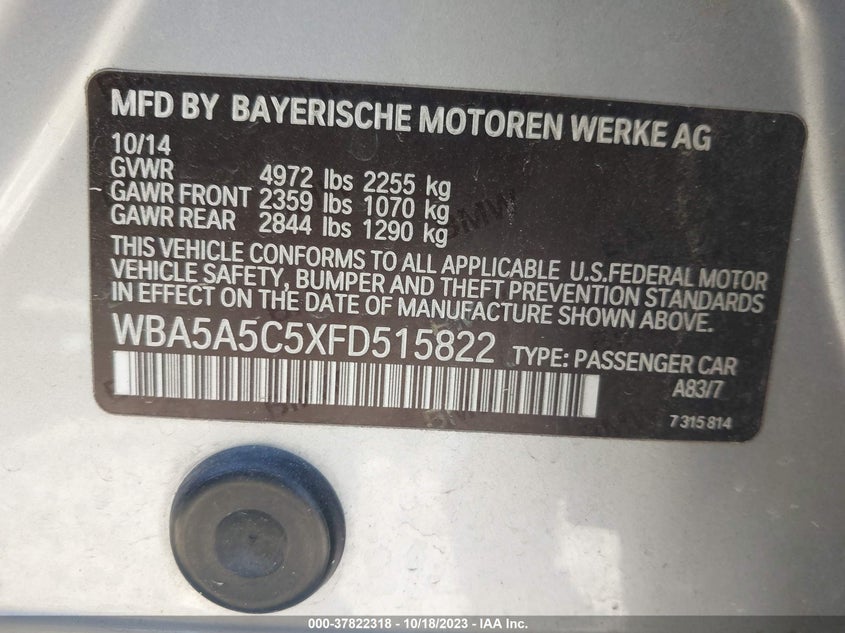 MFD BY BAYERISCHE MOTOREN WERKE AG
10/14
GVWR 4972 lbs 2255 kg
GAWR FRONT 2359 lbs 1070 kg
GAWR REAR 2844 lbs 1290 kg
THIS VEHICLE CONFORMS TO ALL APPLICABLE U.S.FEDERAL MOTOR
VEHICLE SAFETY, BUMPER AND THEFT PREVENTION STANDARDS
IN EFFECT ON THE DATE OF MANUFACTURE SHOWN ABOVE.
WBA5A5C5XFD515822 TYPE: PASSENGER CAR
A83/7
7 315 814
000-37822318 - 10/18/2023 - IAA Inc.